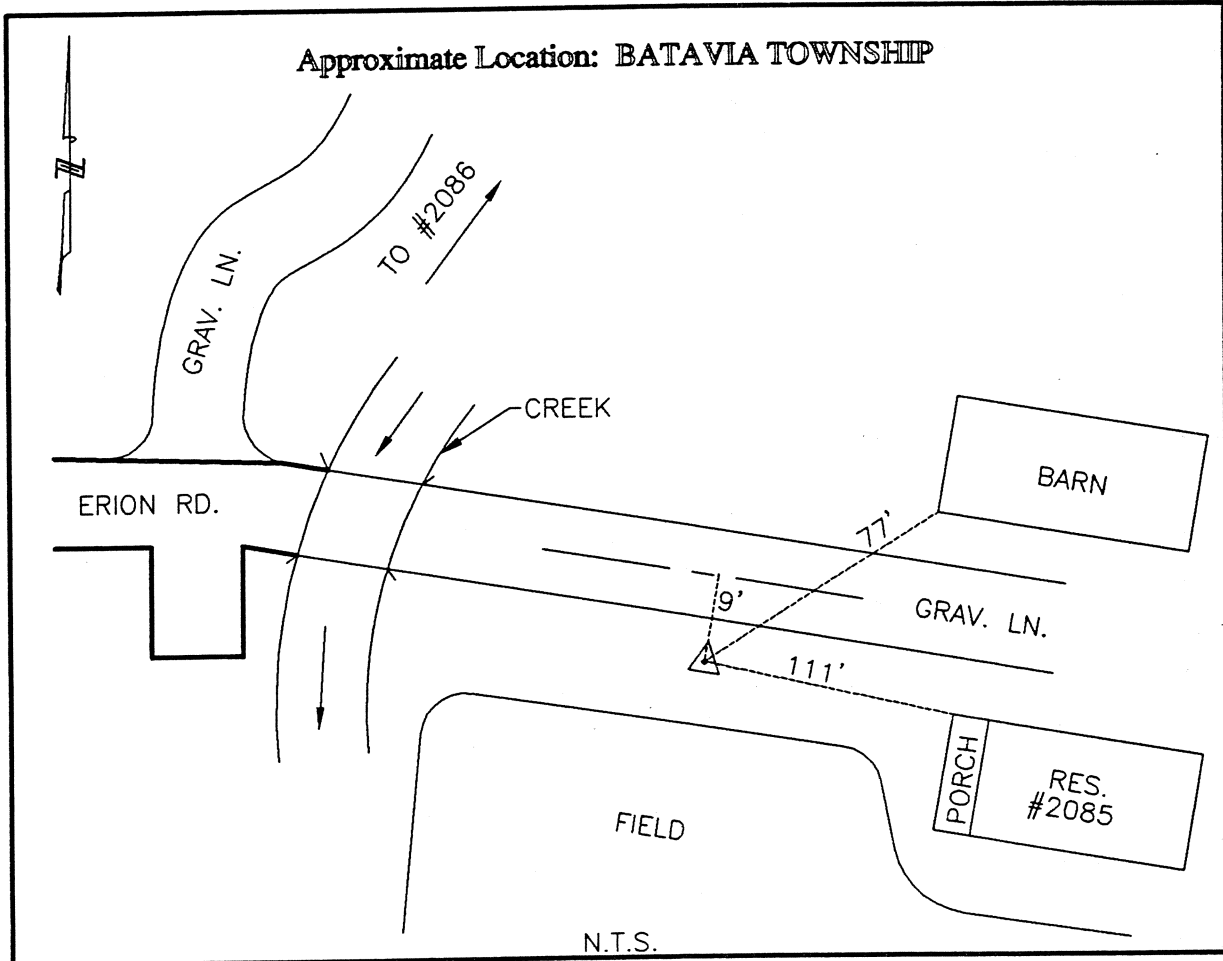 Approximate Location: BATAVIA TOWNSHIP
N
TO #2086
GRAV. LN.
CREEK
ERION RD.
BARN
77'
9'
GRAV. LN.
111'
PORCH
RES.
#2085
FIELD
N.T.S.